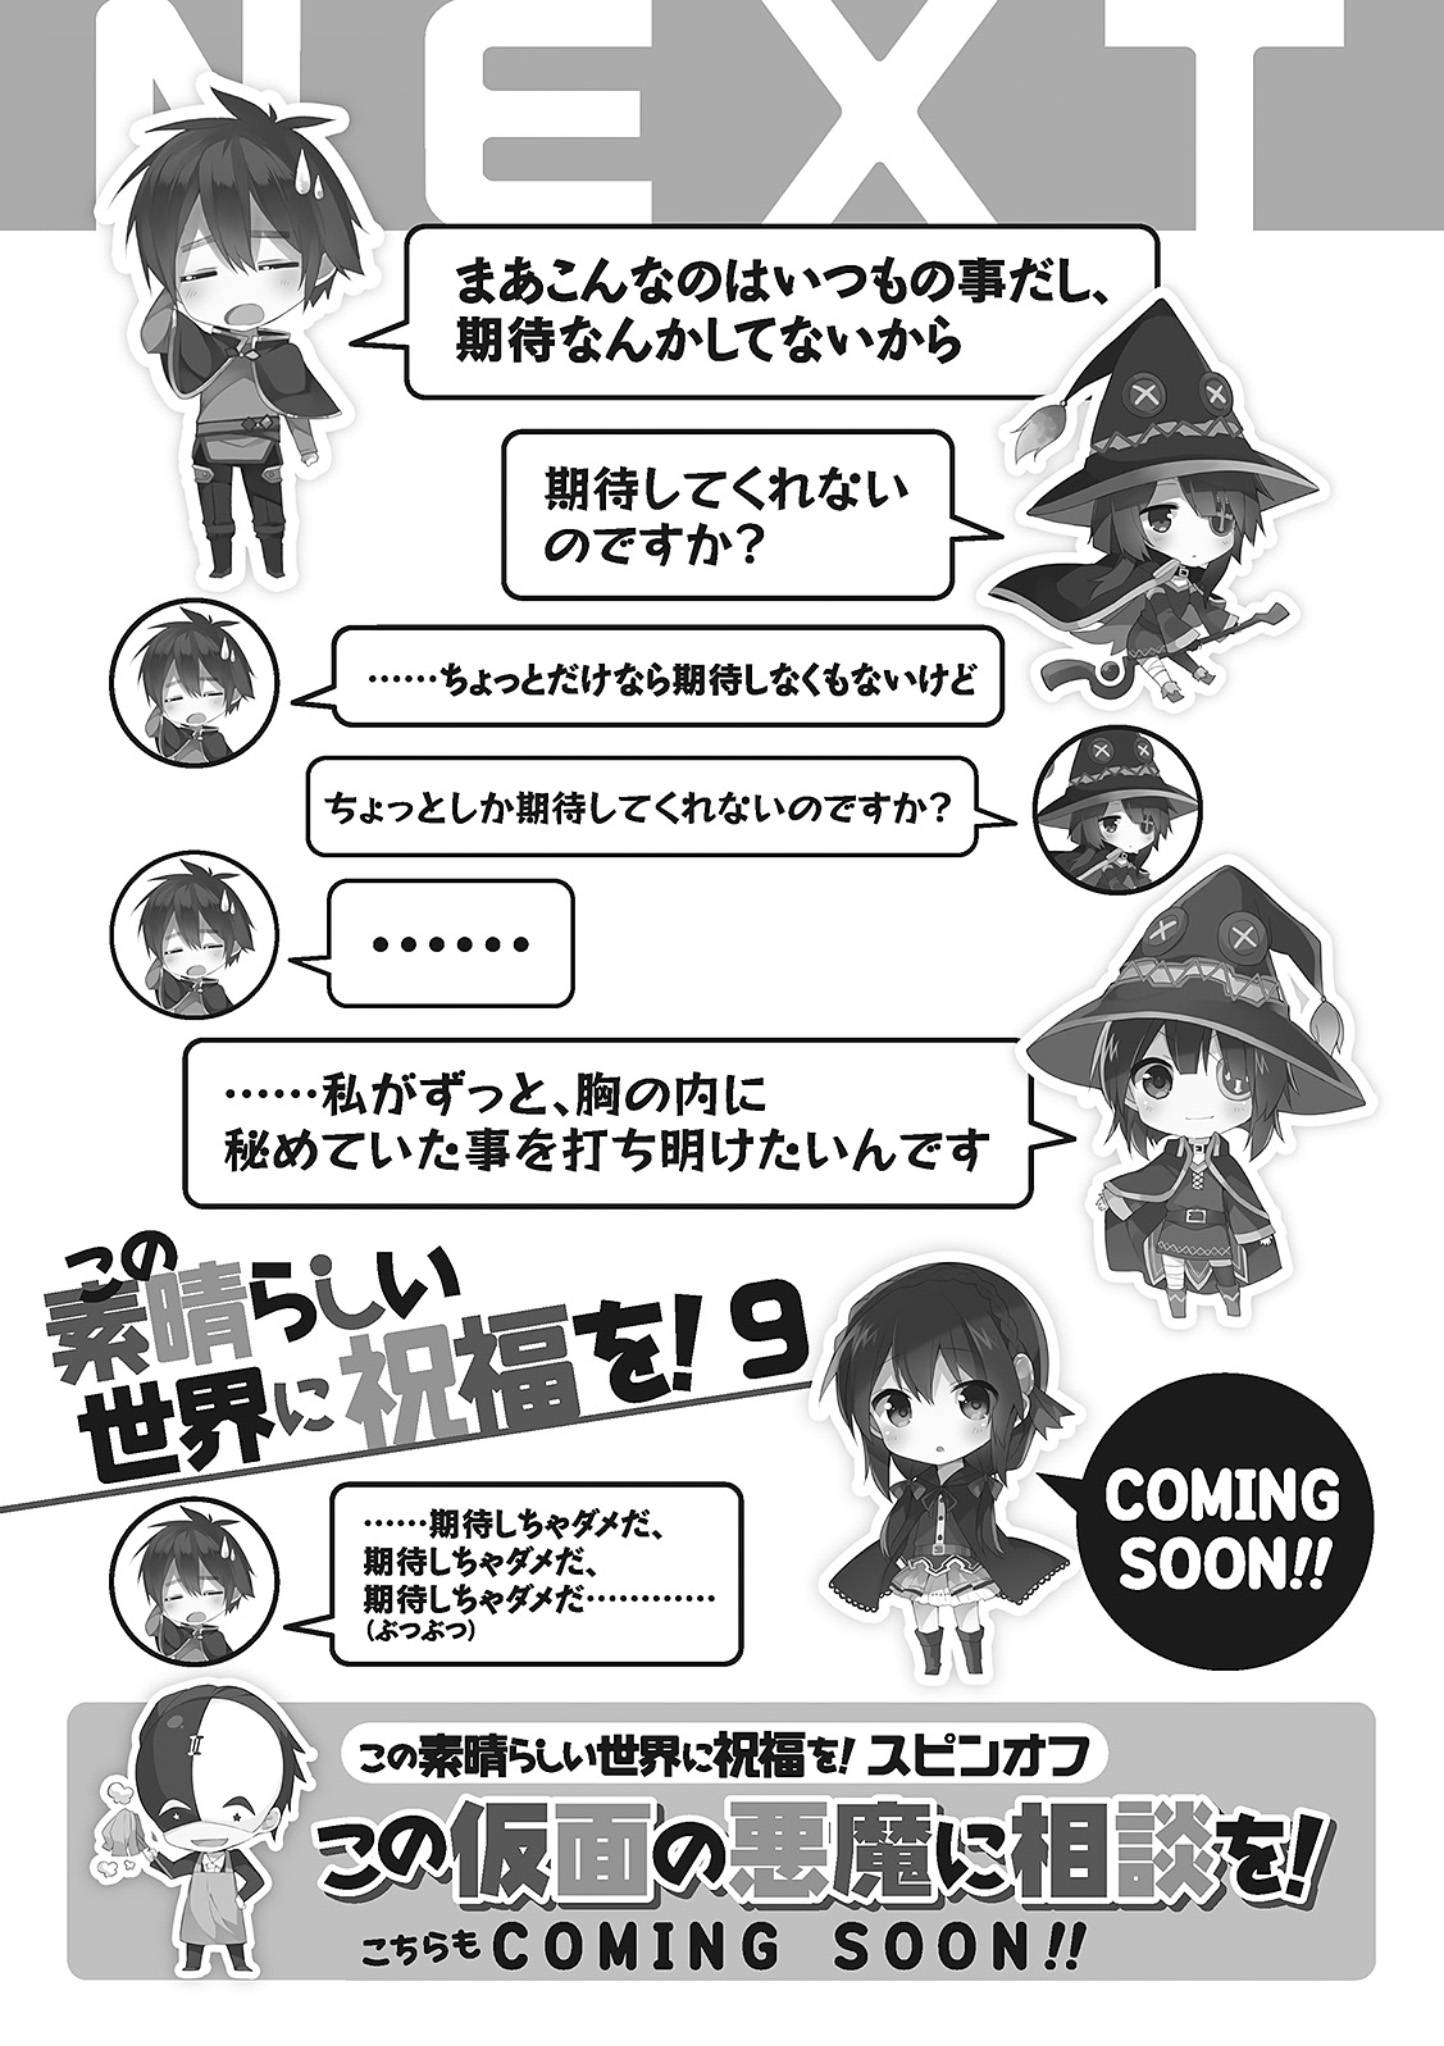 NEXT
まあこんなのはいつもの事だし、
期待なんかしてないから
期待してくれない
のですか?
……ちょっとだけなら期待しなくもないけど
ちょっとしか期待してくれないのですか?
••••••
……私がずっと、胸の内に
秘めていた事を打ち明けたいんです
この
素晴らしい
世界に祝福を! 9
COMING
SOON!!
……期待しちゃダメだ、
期待しちゃダメだ、
期待しちゃダメだ…………
(ぶつぶつ)
この素晴らしい世界に祝福を! スピンオフ
この仮面の悪魔に相談を!
こちらもCOMING SOON!!